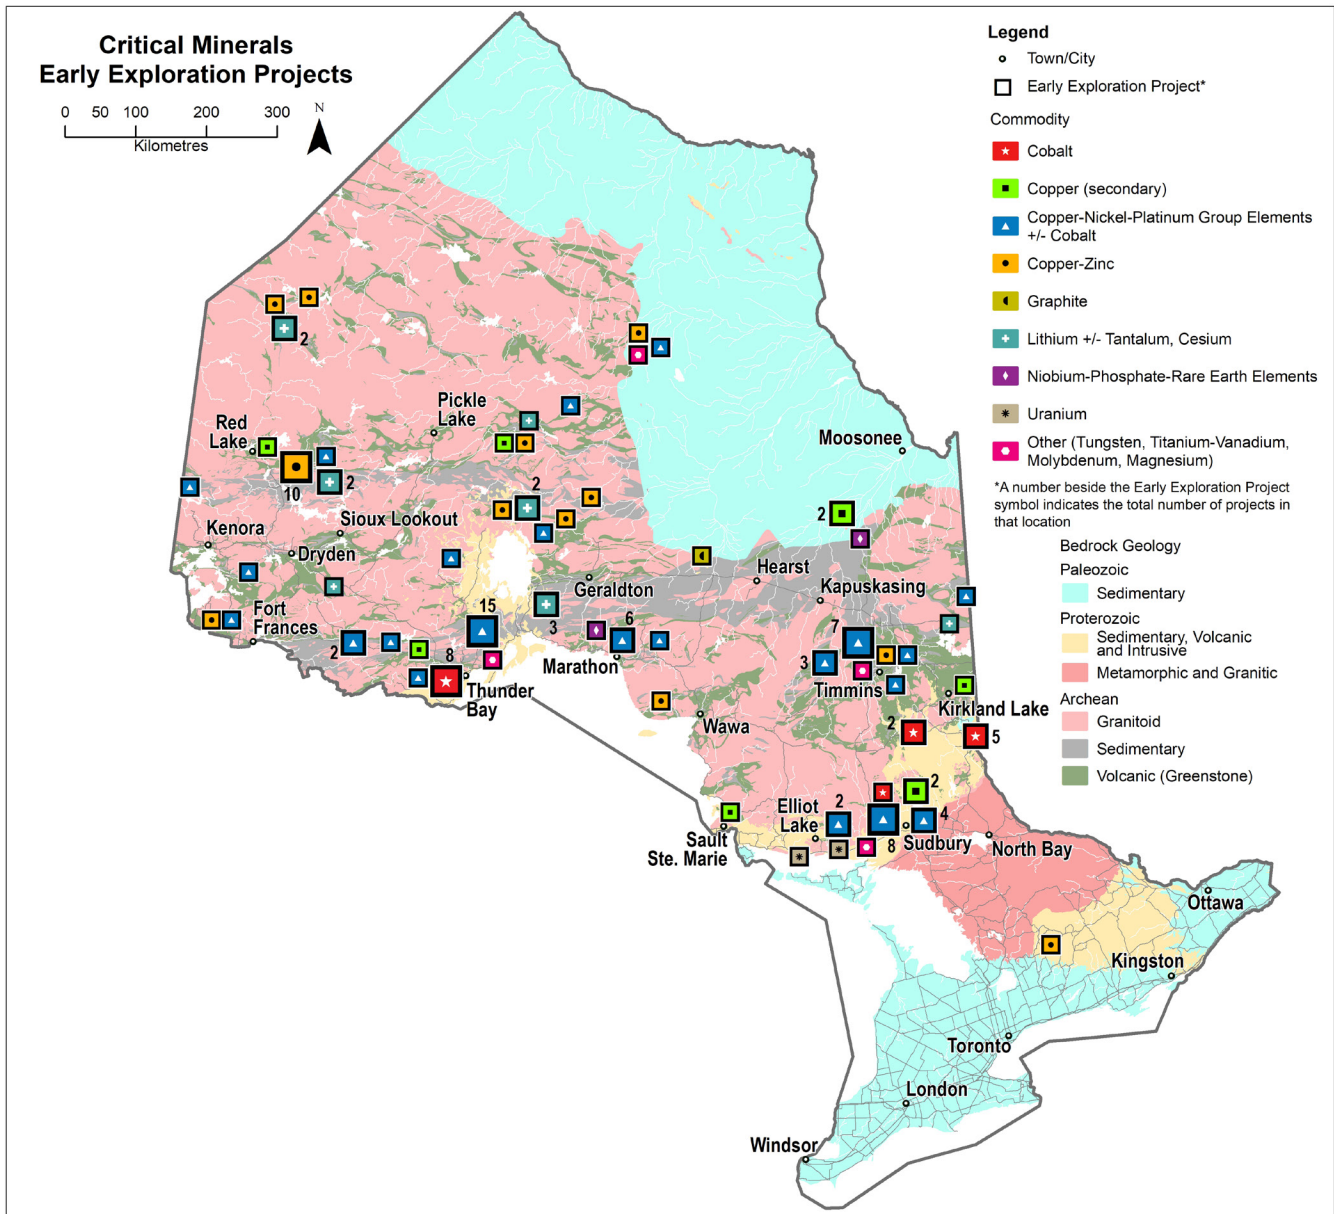 Critical Minerals
Early Exploration Projects
0 50 100 200 300
Kilometres
N
Legend
Town/City
Early Exploration Project*
Commodity
Cobalt
Copper (secondary)
Copper-Nickel-Platinum Group Elements
+/- Cobalt
Copper-Zinc
Graphite
Lithium +/- Tantalum, Cesium
Niobium-Phosphate-Rare Earth Elements
Uranium
Other (Tungsten, Titanium-Vanadium,
Molybdenum, Magnesium)
*A number beside the Early Exploration Project
symbol indicates the total number of projects in
that location
Bedrock Geology
Paleozoic
Sedimentary
Proterozoic
Sedimentary, Volcanic
and Intrusive
Metamorphic and Granitic
Archean
Granitoid
Sedimentary
Volcanic (Greenstone)
2
Pickle
Lake
Red
Lake
Moosonee
10
2
2
2
Kenora
Sioux Lookout
Dryden
Geraldton
Hearst
Kapuskasing
Fort
Frances
15
3
6
7
2
8
Marathon
3
Timmins
Thunder
Bay
Kirkland Lake
Wawa
2
5
2
Elliot
Lake
2
4
8
Sudbury
North Bay
Sault
Ste. Marie
Ottawa
Kingston
Toronto
London
Windsor